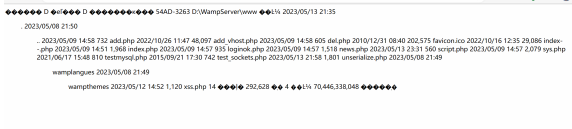 ������ D �еľ��� D �������к��� 54AD-3263 D:\WampServer\www ��Ŀ¼ 2023/05/13 21:35
. 2023/05/08 21:50
.. 2023/05/09 14:58 732 add.php 2022/10/26 11:47 48,097 add_vhost.php 2023/05/09 14:58 605 del.php 2010/12/31 08:40 202,575 favicon.ico 2022/10/16 12:35 29,086 index-
-.php 2023/05/09 14:51 1,968 index.php 2023/05/09 14:57 935 loginok.php 2023/05/09 14:57 1,518 news.php 2023/05/13 23:31 560 script.php 2023/05/09 14:57 2,079 sys.php
2021/06/17 15:48 810 testmysql.php 2015/09/21 17:30 742 test_sockets.php 2023/05/13 21:58 1,801 unserialize.php 2023/05/08 21:49
wamplangues 2023/05/08 21:49
wampthemes 2023/05/12 14:52 1,120 xss.php 14 ���ļ� 292,628 �� 4 ��Ŀ¼ 70,446,338,048 �����